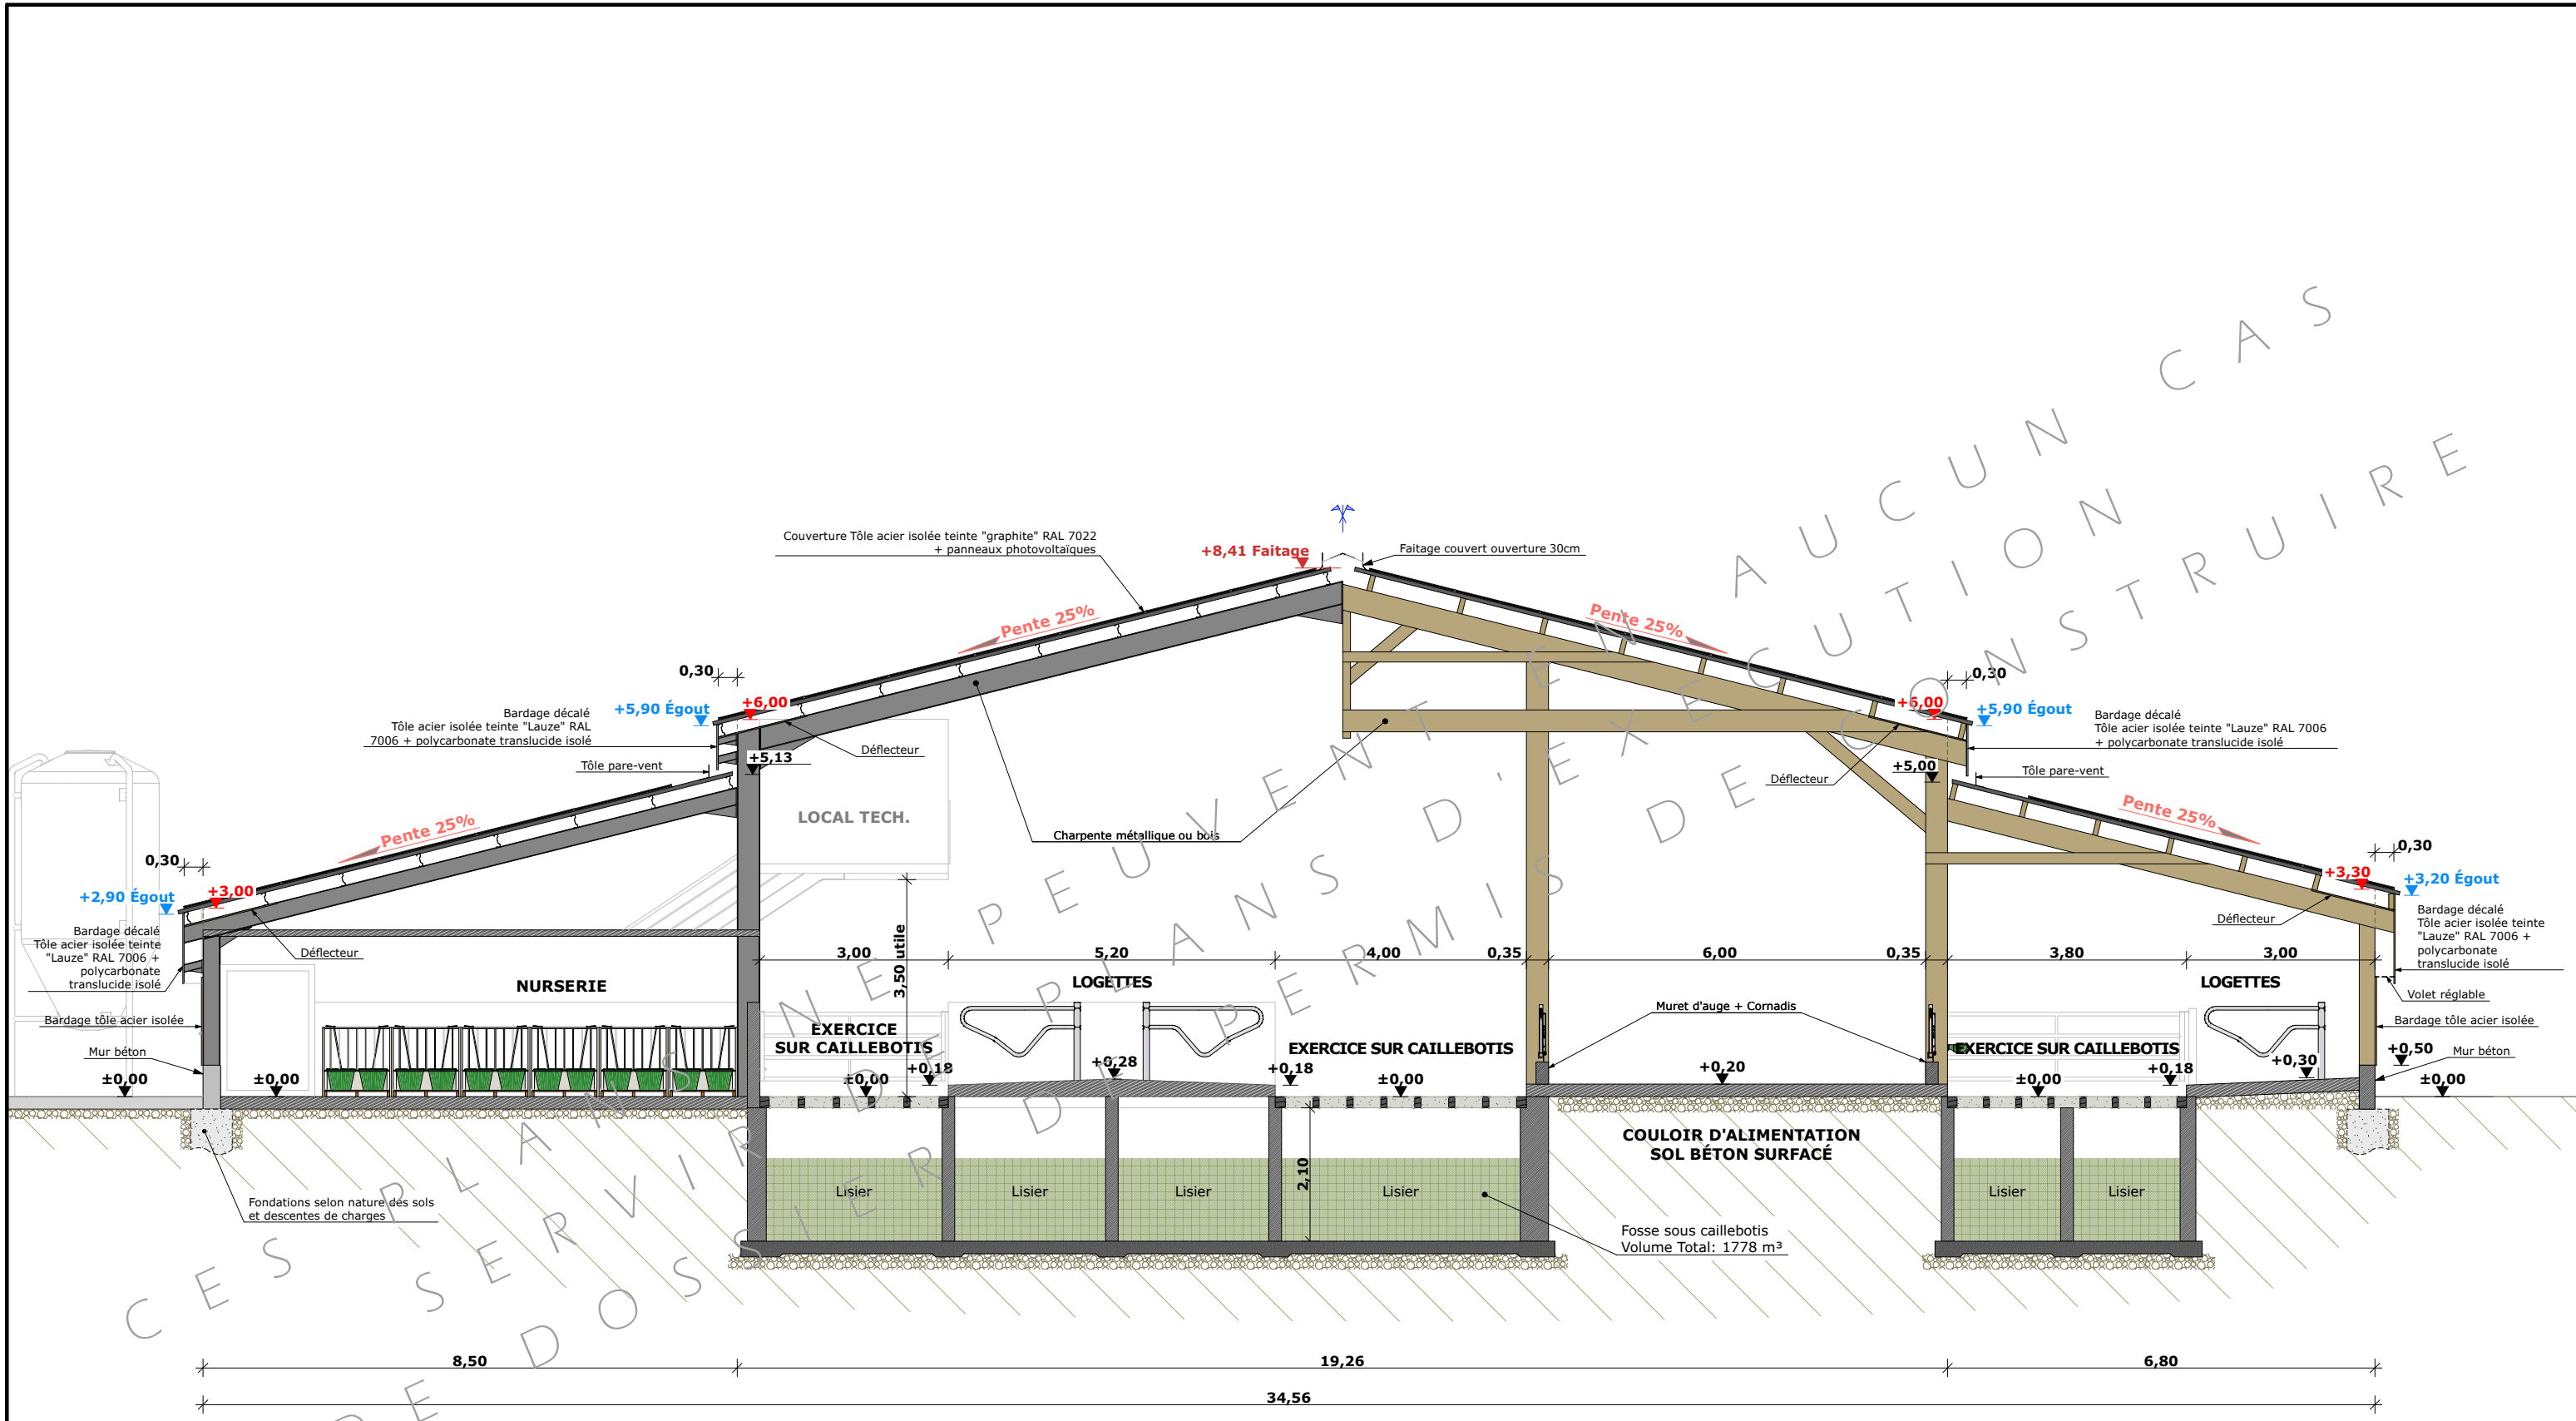 Couverture Tôle acier isolée teinte "graphite" RAL 7022
+ panneaux photovoltaïques
+8,41 Faitage
Faitage couvert ouverture 30cm
Pente 25%
Pente 25%
0,30
0,30
+5,90 Égout
+6,00
+6,00
+5,90 Égout
Bardage décalé
Tôle acier isolée teinte "Lauze" RAL
7006 + polycarbonate translucide isolé
Bardage décalé
Tôle acier isolée teinte "Lauze" RAL 7006
+ polycarbonate translucide isolé
Déflecteur
+5,13
Tôle pare-vent
Déflecteur
+5,00
Tôle pare-vent
Pente 25%
LOCAL TECH.
Charpente métallique ou bois
Pente 25%
0,30
0,30
+2,90 Égout
+3,00
+3,30
+3,20 Égout
Bardage décalé
Tôle acier isolée teinte
"Lauze" RAL 7006 +
polycarbonate
translucide isolé
Déflecteur
Déflecteur
Bardage décalé
Tôle acier isolée teinte
"Lauze" RAL 7006 +
polycarbonate
translucide isolé
3,00
5,20
4,00
0,35
6,00
0,35
3,80
3,00
3,50 utile
NURSERIE
LOGETTES
LOGETTES
Volet réglable
Bardage tôle acier isolée
Muret d'auge + Cornadis
Bardage tôle acier isolée
EXERCICE
SUR CAILLEBOTIS
EXERCICE SUR CAILLEBOTIS
EXERCICE SUR CAILLEBOTIS
Mur béton
Mur béton
±0,00
±0,00
±0,00
+0,18
+0,28
+0,18
±0,00
+0,20
±0,00
+0,18
+0,30
+0,50
±0,00
COULOIR D'ALIMENTATION
SOL BÉTON SURFACÉ
2,10
Lisier
Lisier
Lisier
Lisier
Lisier
Lisier
Fondations selon nature des sols
et descentes de charges
Fosse sous caillebotis
Volume Total: 1778 m³
8,50
19,26
6,80
34,56
CES PLANS NE PEUVENT EN AUCUN CAS
SERVIR DE PLANS D'EXECUTION
DE DOSSIER DE PERMIS DE CONSTRUIRE